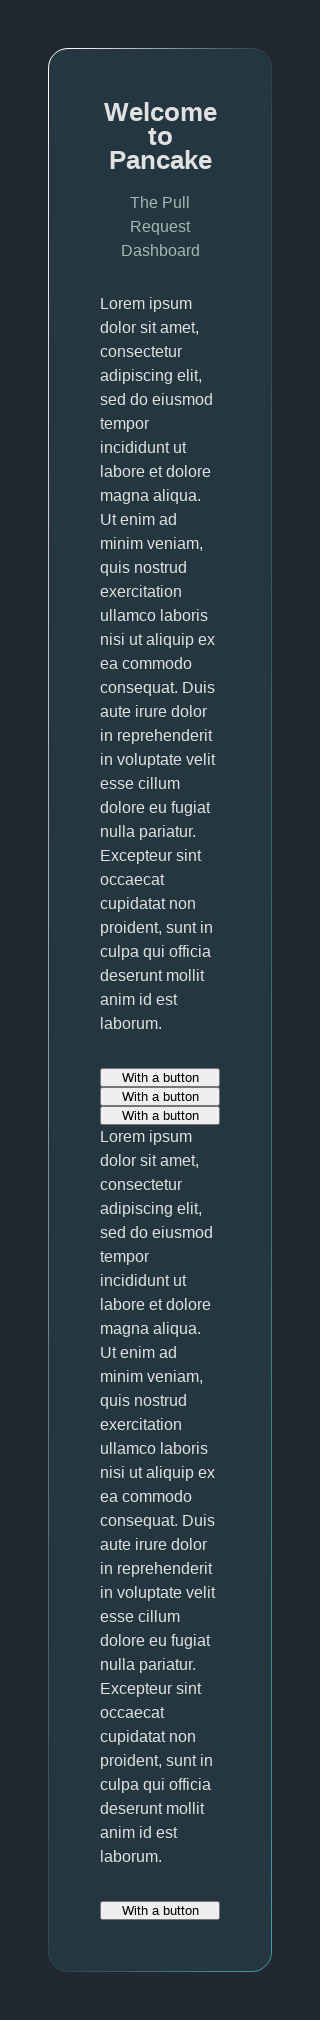 Welcome
to
Pancake
The Pull
Request
Dashboard
Lorem ipsum
dolor sit amet,
consectetur
adipiscing elit,
sed do eiusmod
tempor
incididunt ut
labore et dolore
magna aliqua.
Ut enim ad
minim veniam,
quis nostrud
exercitation
ullamco laboris
nisi ut aliquip ex
ea commodo
consequat. Duis
aute irure dolor
in reprehenderit
in voluptate velit
esse cillum
dolore eu fugiat
nulla pariatur.
Excepteur sint
occaecat
cupidatat non
proident, sunt in
culpa qui officia
deserunt mollit
anim id est
laborum.
With a button
With a button
With a button
Lorem ipsum
dolor sit amet,
consectetur
adipiscing elit,
sed do eiusmod
tempor
incididunt ut
labore et dolore
magna aliqua.
Ut enim ad
minim veniam,
quis nostrud
exercitation
ullamco laboris
nisi ut aliquip ex
ea commodo
consequat. Duis
aute irure dolor
in reprehenderit
in voluptate velit
esse cillum
dolore eu fugiat
nulla pariatur.
Excepteur sint
occaecat
cupidatat non
proident, sunt in
culpa qui officia
deserunt mollit
anim id est
laborum.
With a button